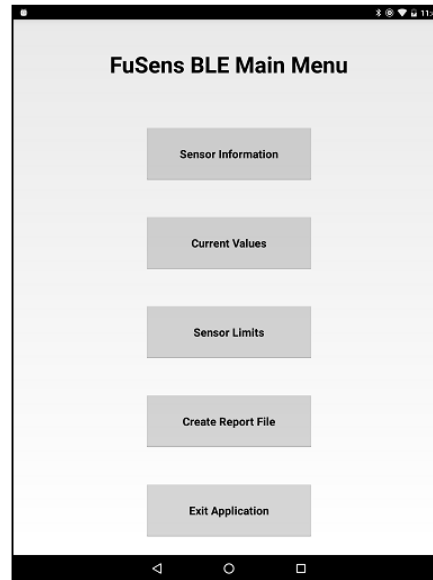 FuSens BLE Main Menu
Sensor Information
Current Values
Sensor Limits
Create Report File
Exit Application